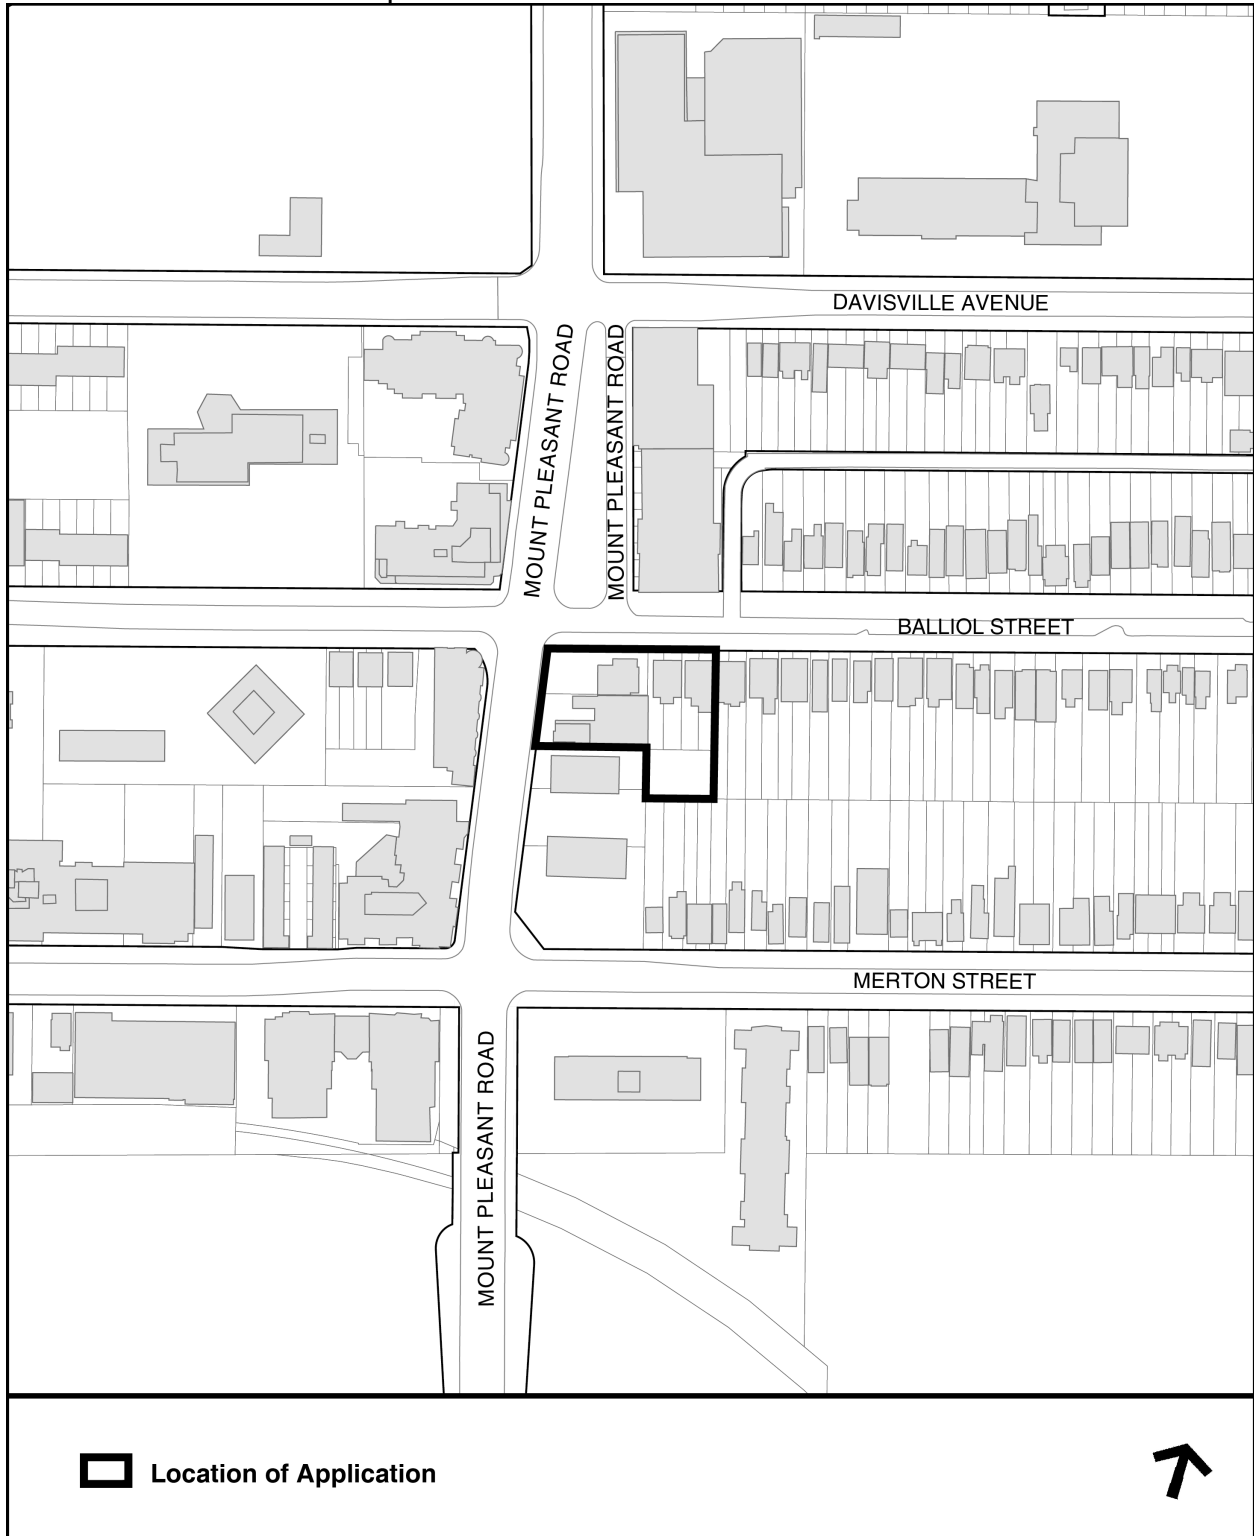 DAVISVILLE AVENUE
MOUNT PLEASANT ROAD
MOUNT PLEASANT ROAD
BALLIOL STREET
MERTON STREET
MOUNT PLEASANT ROAD
Location of Application